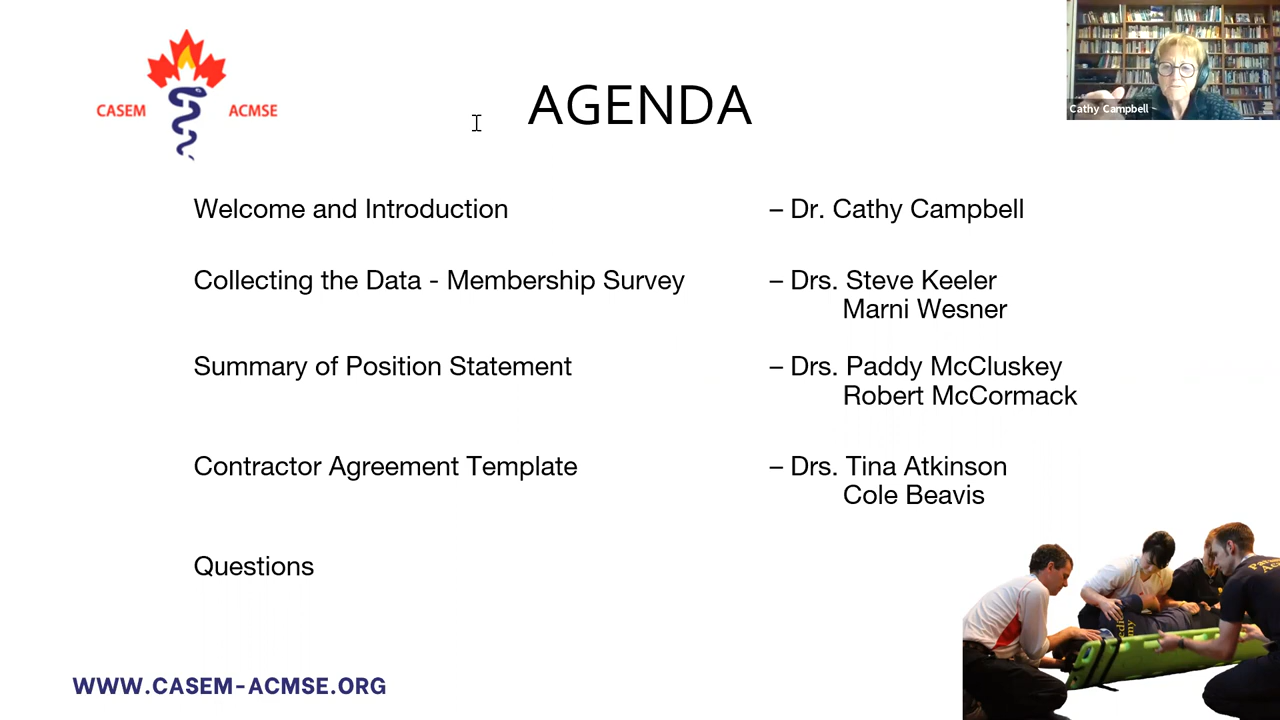 CASEM ACMSE
AGENDA
Cathy Campbell
Welcome and Introduction – Dr. Cathy Campbell
Collecting the Data - Membership Survey – Drs. Steve Keeler
Marni Wesner
Summary of Position Statement – Drs. Paddy McCluskey
Robert McCormack
Contractor Agreement Template – Drs. Tina Atkinson
Cole Beavis
Questions
WWW.CASEM-ACMSE.ORG